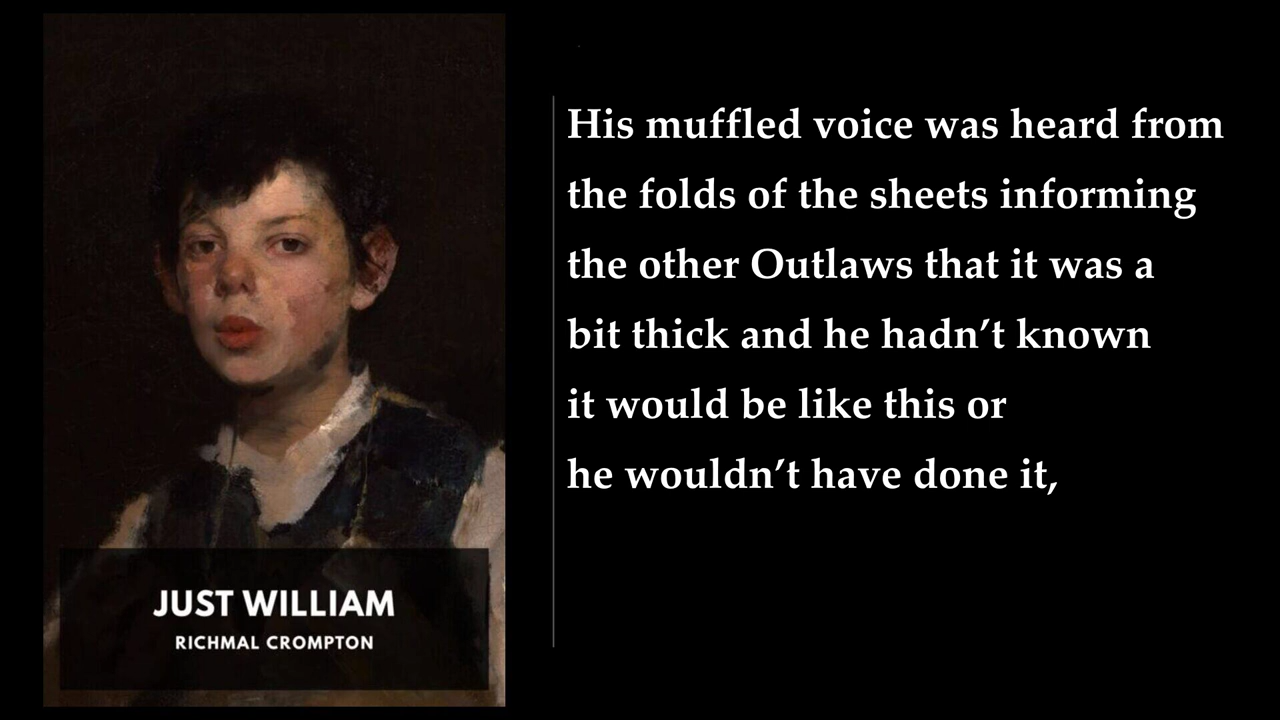 JUST WILLIAM
RICHMAL CROMPTON
His muffled voice was heard from
the folds of the sheets informing
the other Outlaws that it was a
bit thick and he hadn’t known
it would be like this or
he wouldn’t have done it,